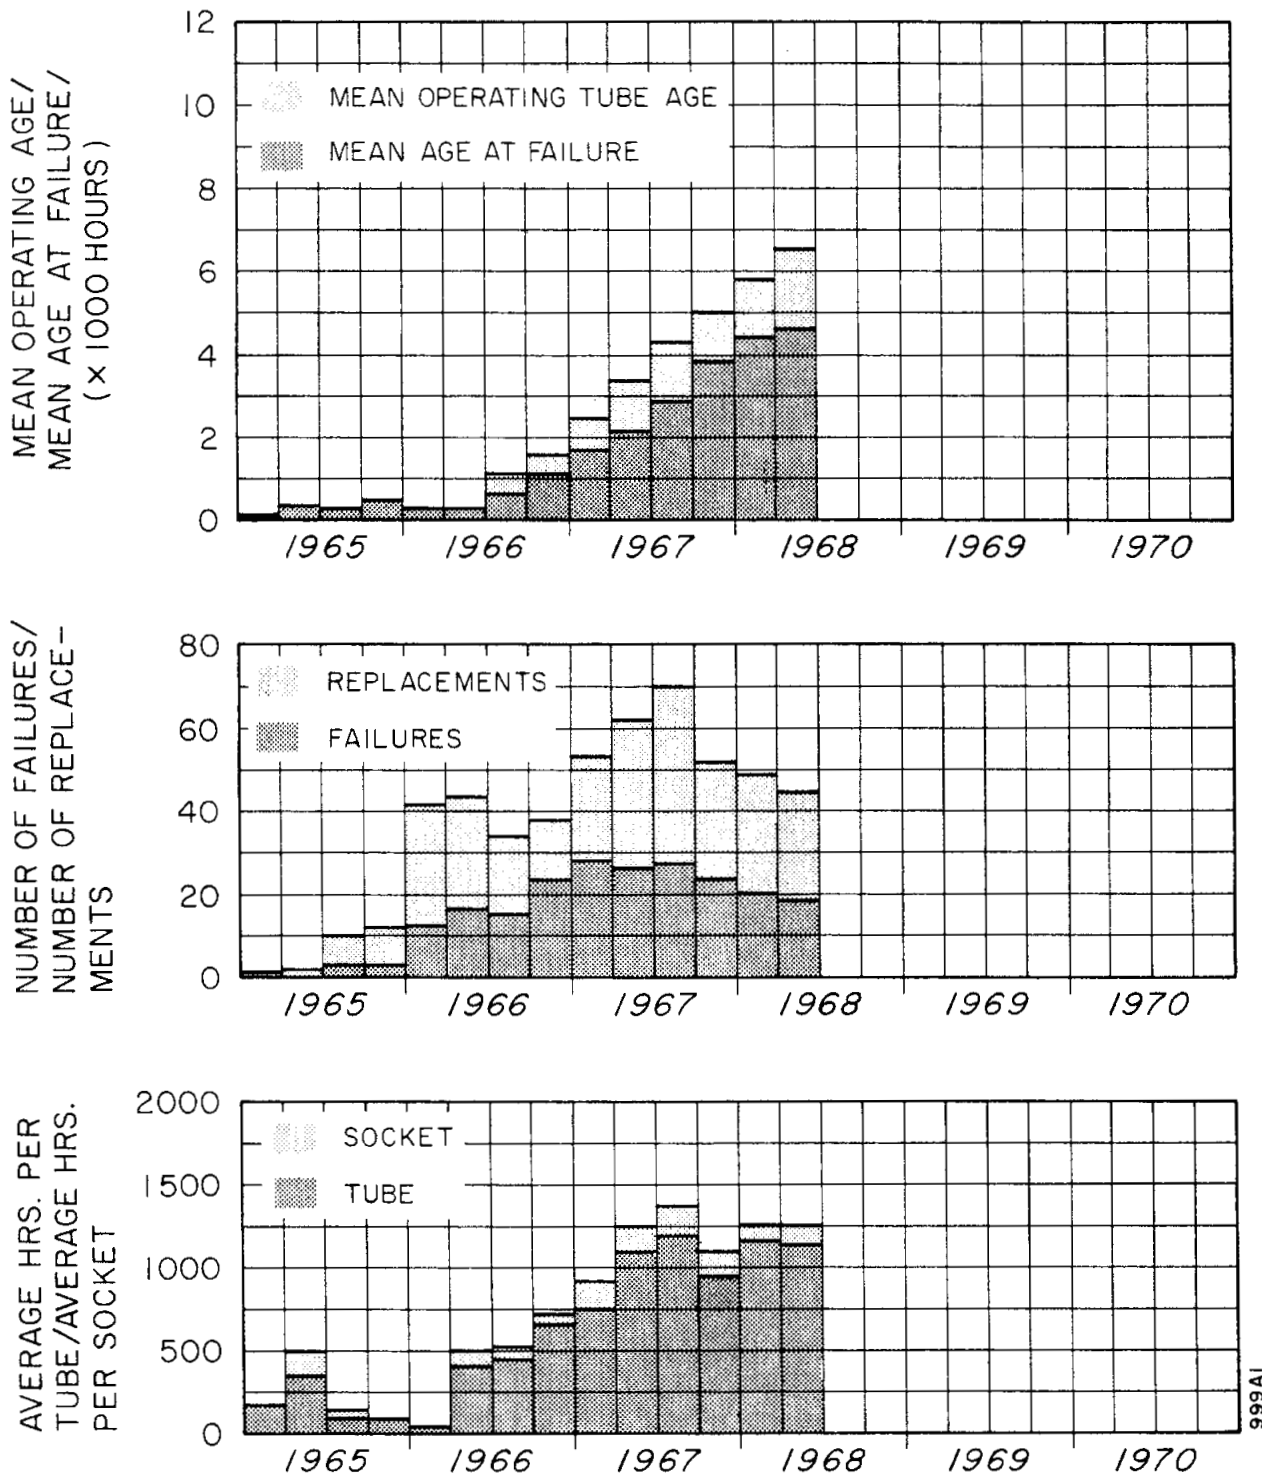 MEAN OPERATING AGE/
MEAN AGE AT FAILURE/
(× 1000 HOURS)
12
10
8
6
4
2
0
MEAN OPERATING TUBE AGE
MEAN AGE AT FAILURE
1965 1966 1967 1968 1969 1970
NUMBER OF FAILURES/
NUMBER OF REPLACE-
MENTS
80
60
40
20
0
REPLACEMENTS
FAILURES
1965 1966 1967 1968 1969 1970
AVERAGE HRS. PER
TUBE/AVERAGE HRS.
PER SOCKET
2000
1500
1000
500
0
SOCKET
TUBE
1965 1966 1967 1968 1969 1970
999A1